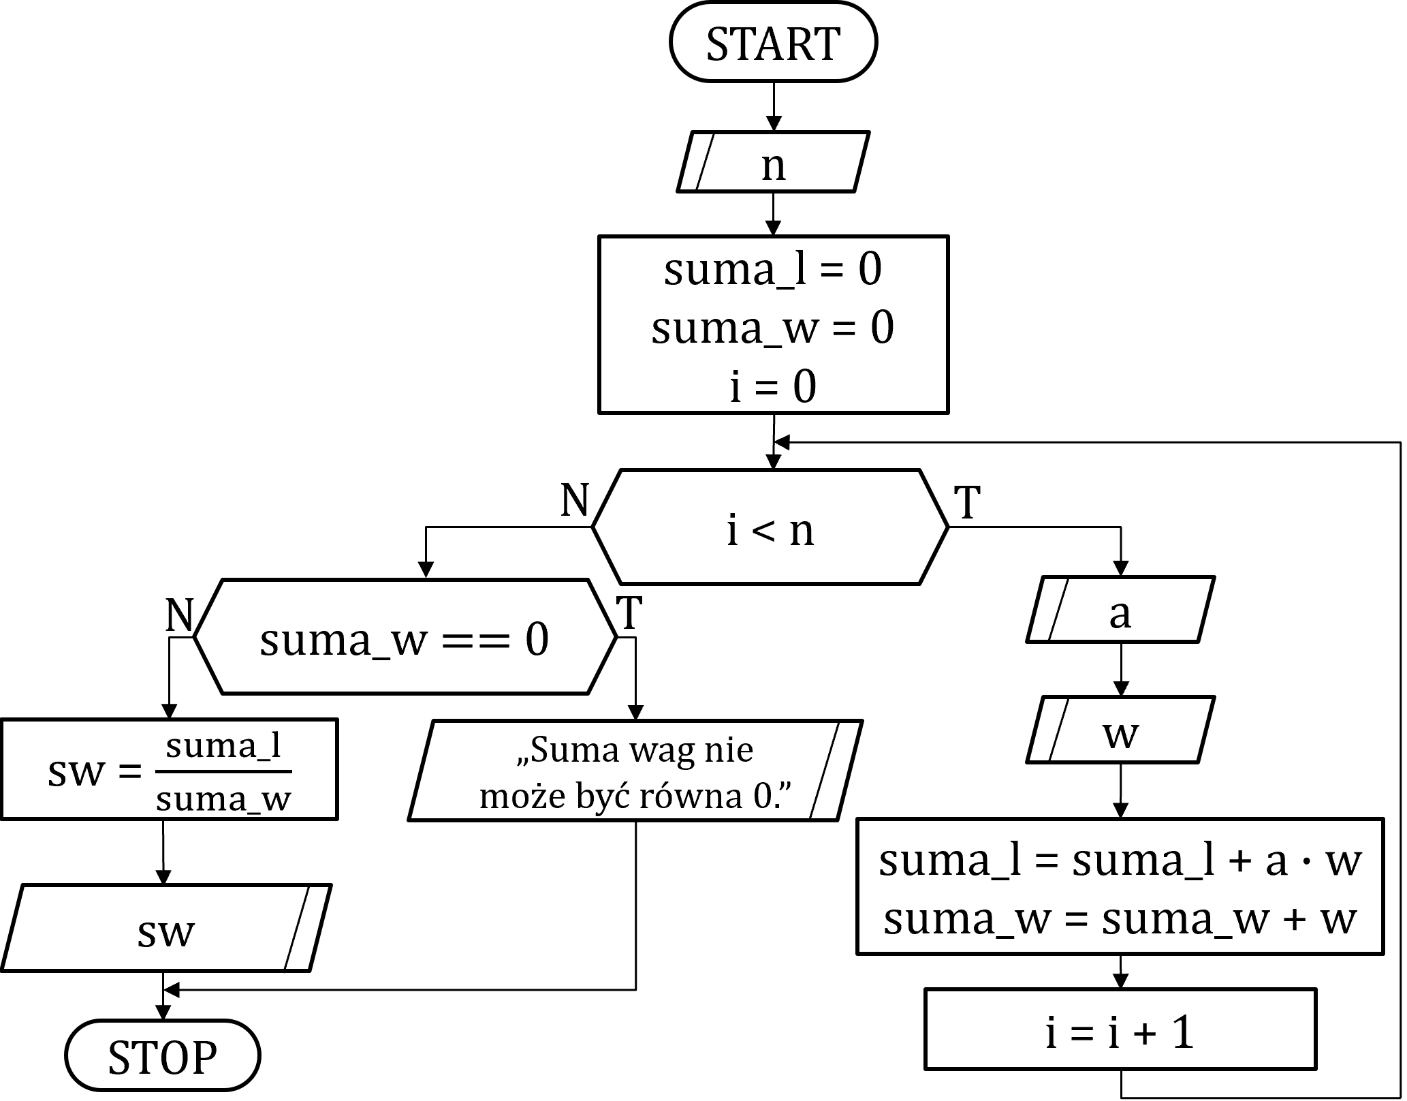 START
n
suma_l = 0
suma_w = 0
i = 0
N
i < n
T
N
suma_w == 0
T
a
w
sw = suma_l
suma_w
„Suma wag nie
może być równa 0.”
suma_l = suma_l + a · w
suma_w = suma_w + w
sw
i = i + 1
STOP